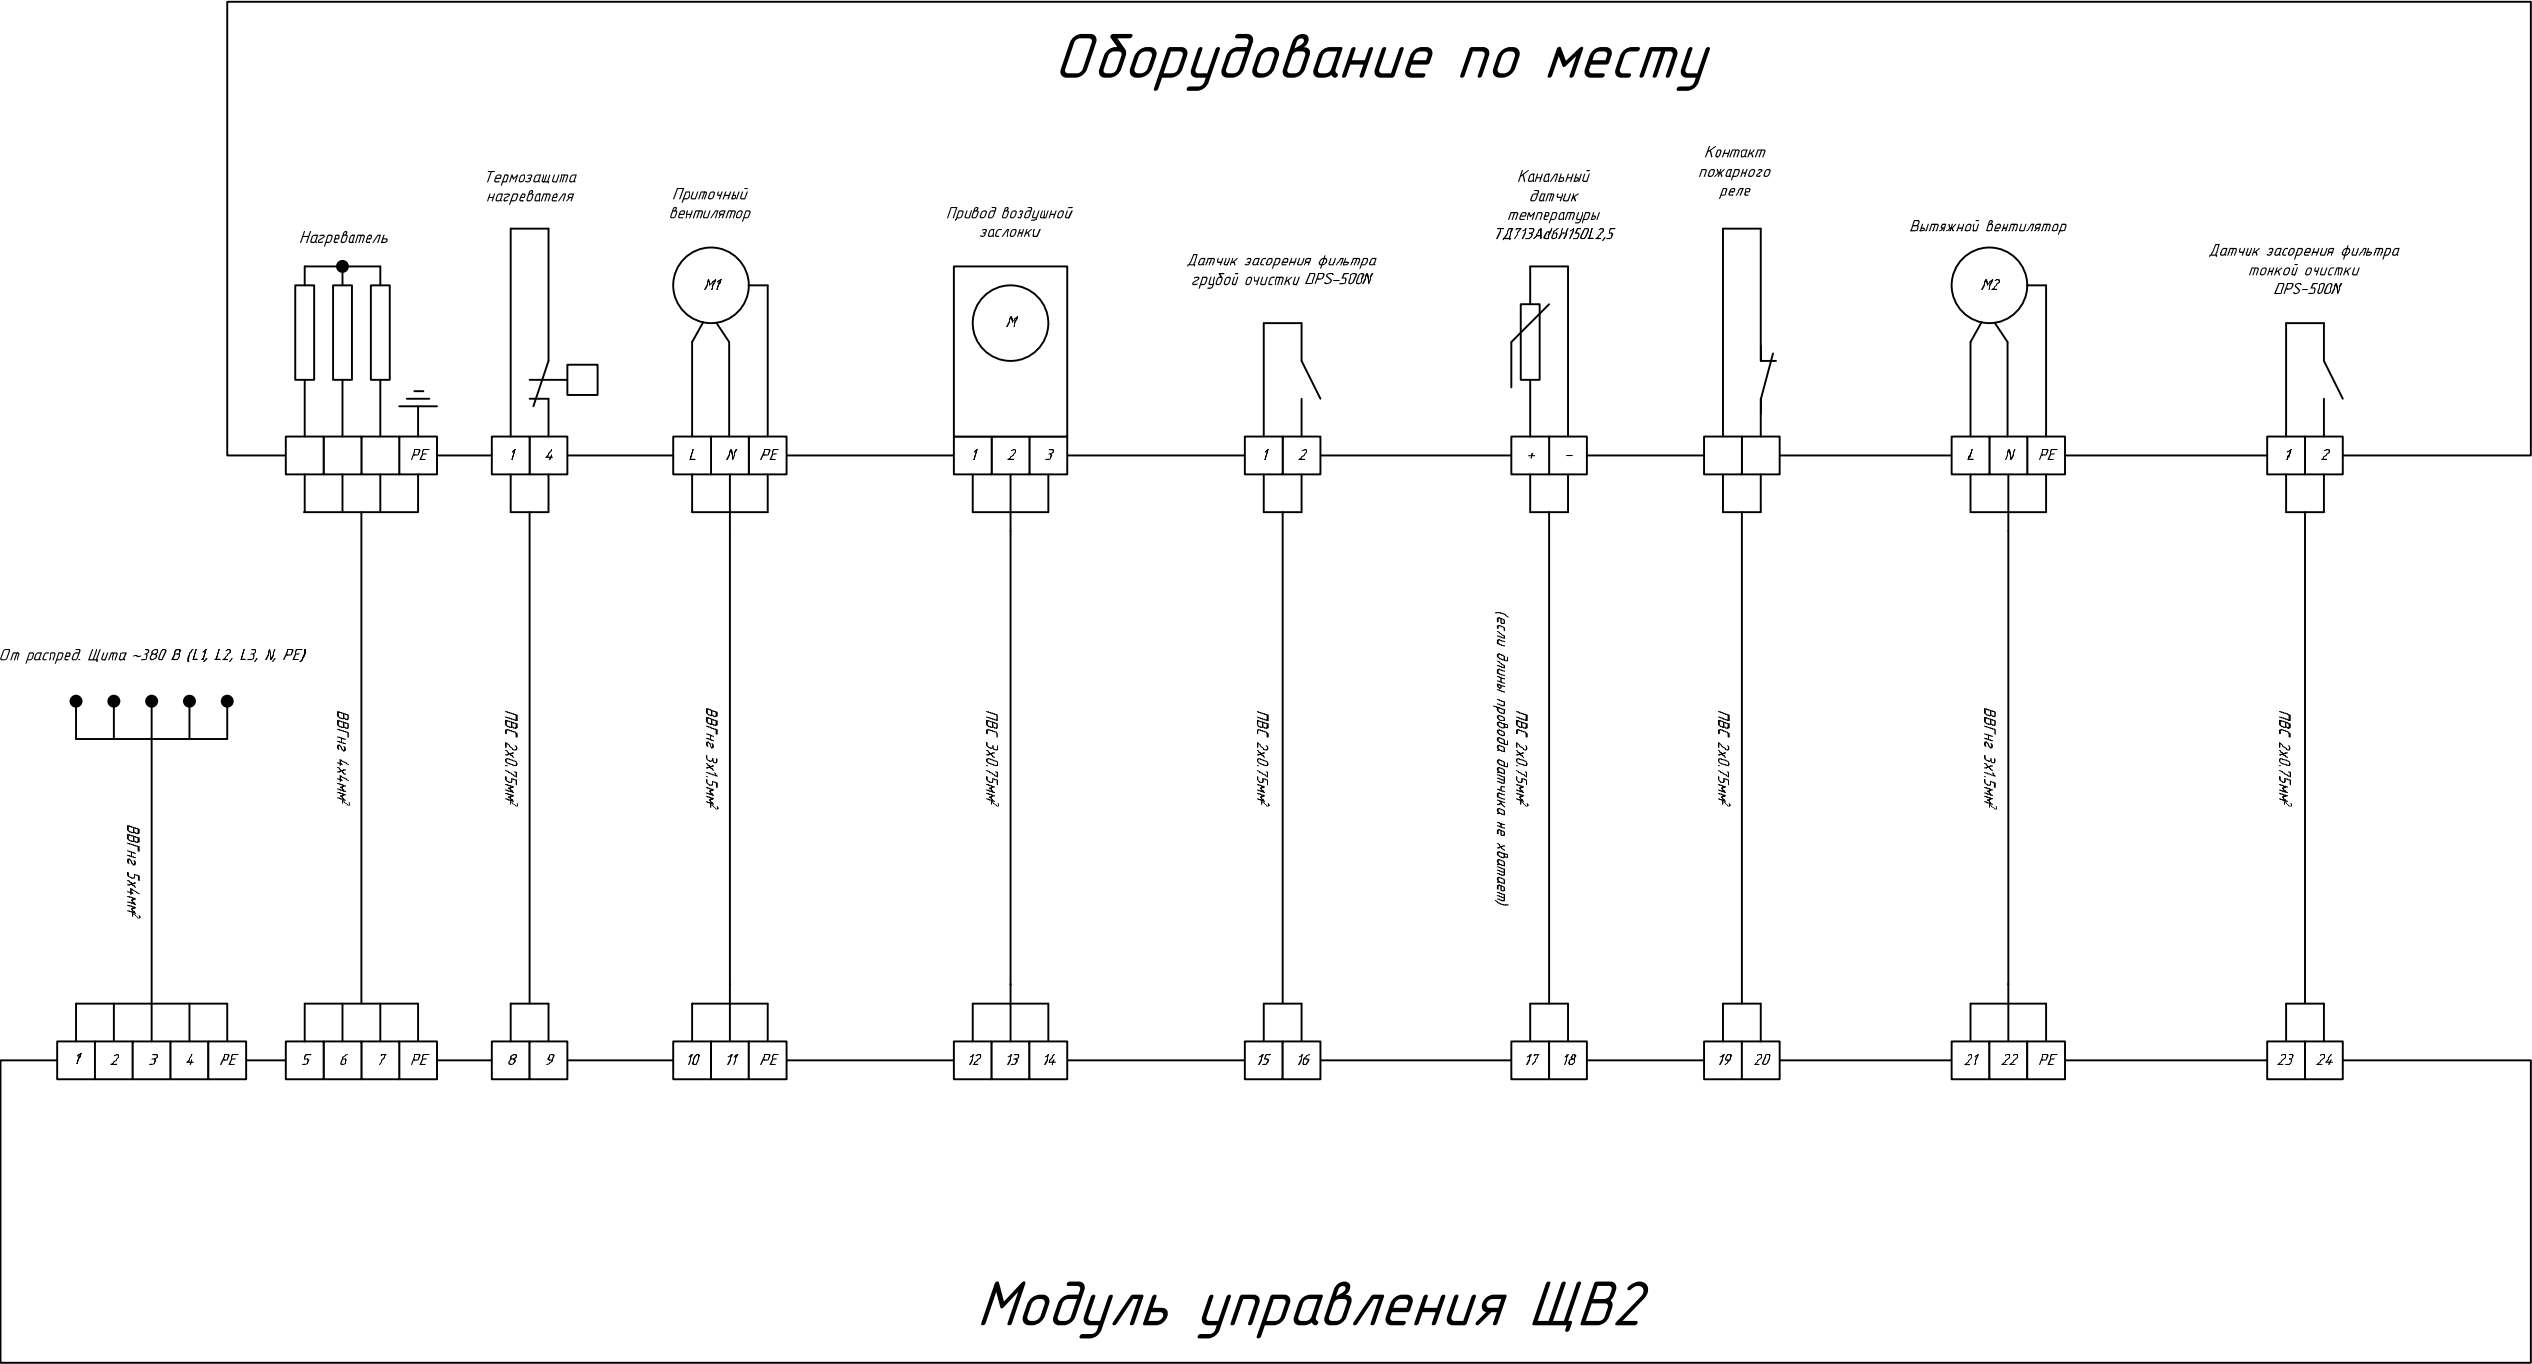 Оборудование по месту
Нагреватель
Термозащита
нагревателя
Приточный
вентилятор
Привод воздушной
заслонки
Датчик засорения фильтра
грубой очистки DPS-500N
Канальный
датчик
температуры
ТД713Ad6H150L2,5
Контакт
пожарного
реле
Вытяжной вентилятор
Датчик засорения фильтра
тонкой очистки
DPS-500N
M1
M
M2
PE
1 4
L N PE
1 2 3
1 2
+ -
L N PE
1 2
От распред. Щита ~380 В (L1, L2, L3, N, PE)
ВВГнг 5х4мм²
ВВГнг 4х4мм²
ПВС 2х0.75мм²
ВВГнг 3х1.5мм²
ПВС 3х0.75мм²
ПВС 2х0.75мм²
ПВС 2х0.75мм²
(если длины провода датчика не хватает)
ПВС 2х0.75мм²
ВВГнг 3х1.5мм²
ПВС 2х0.75мм²
1 2 3 4 PE
5 6 7 PE
8 9
10 11 PE
12 13 14
15 16
17 18
19 20
21 22 PE
23 24
Модуль управления ЩВ2